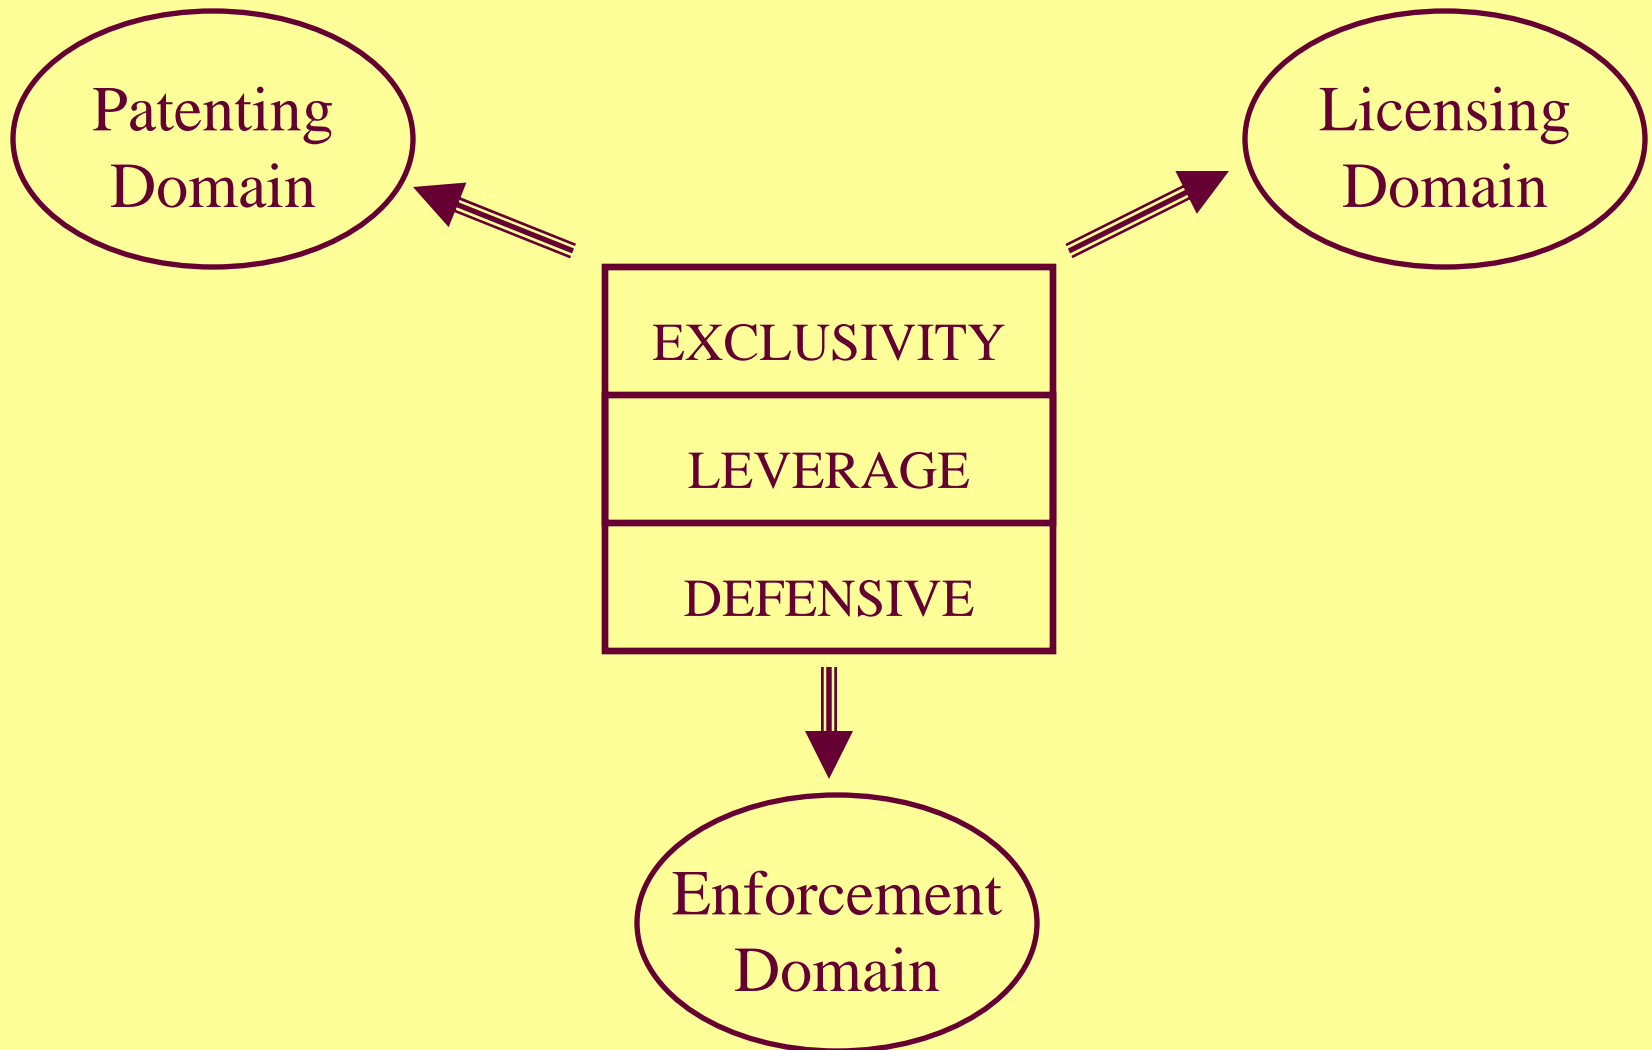 Patenting
Domain
Licensing
Domain
EXCLUSIVITY
LEVERAGE
DEFENSIVE
Enforcement
Domain